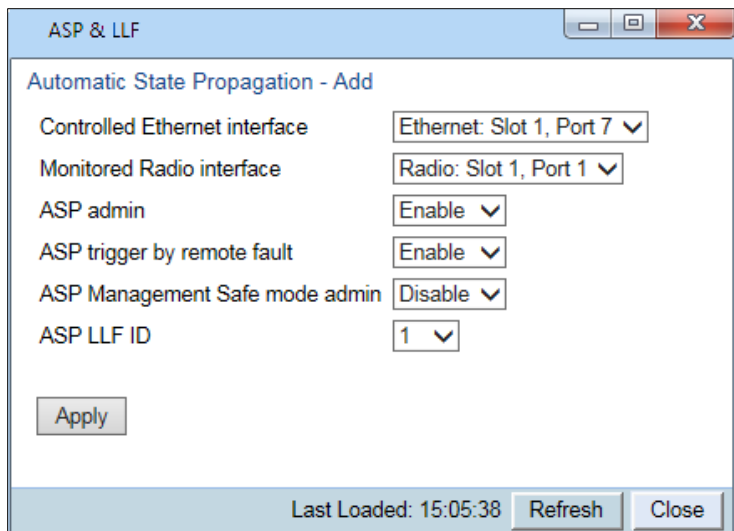 ASP & LLF
Automatic State Propagation - Add
Controlled Ethernet interface Ethernet: Slot 1, Port 7
Monitored Radio interface Radio: Slot 1, Port 1
ASP admin Enable
ASP trigger by remote fault Enable
ASP Management Safe mode admin Disable
ASP LLF ID 1
Apply
Last Loaded: 15:05:38 Refresh Close